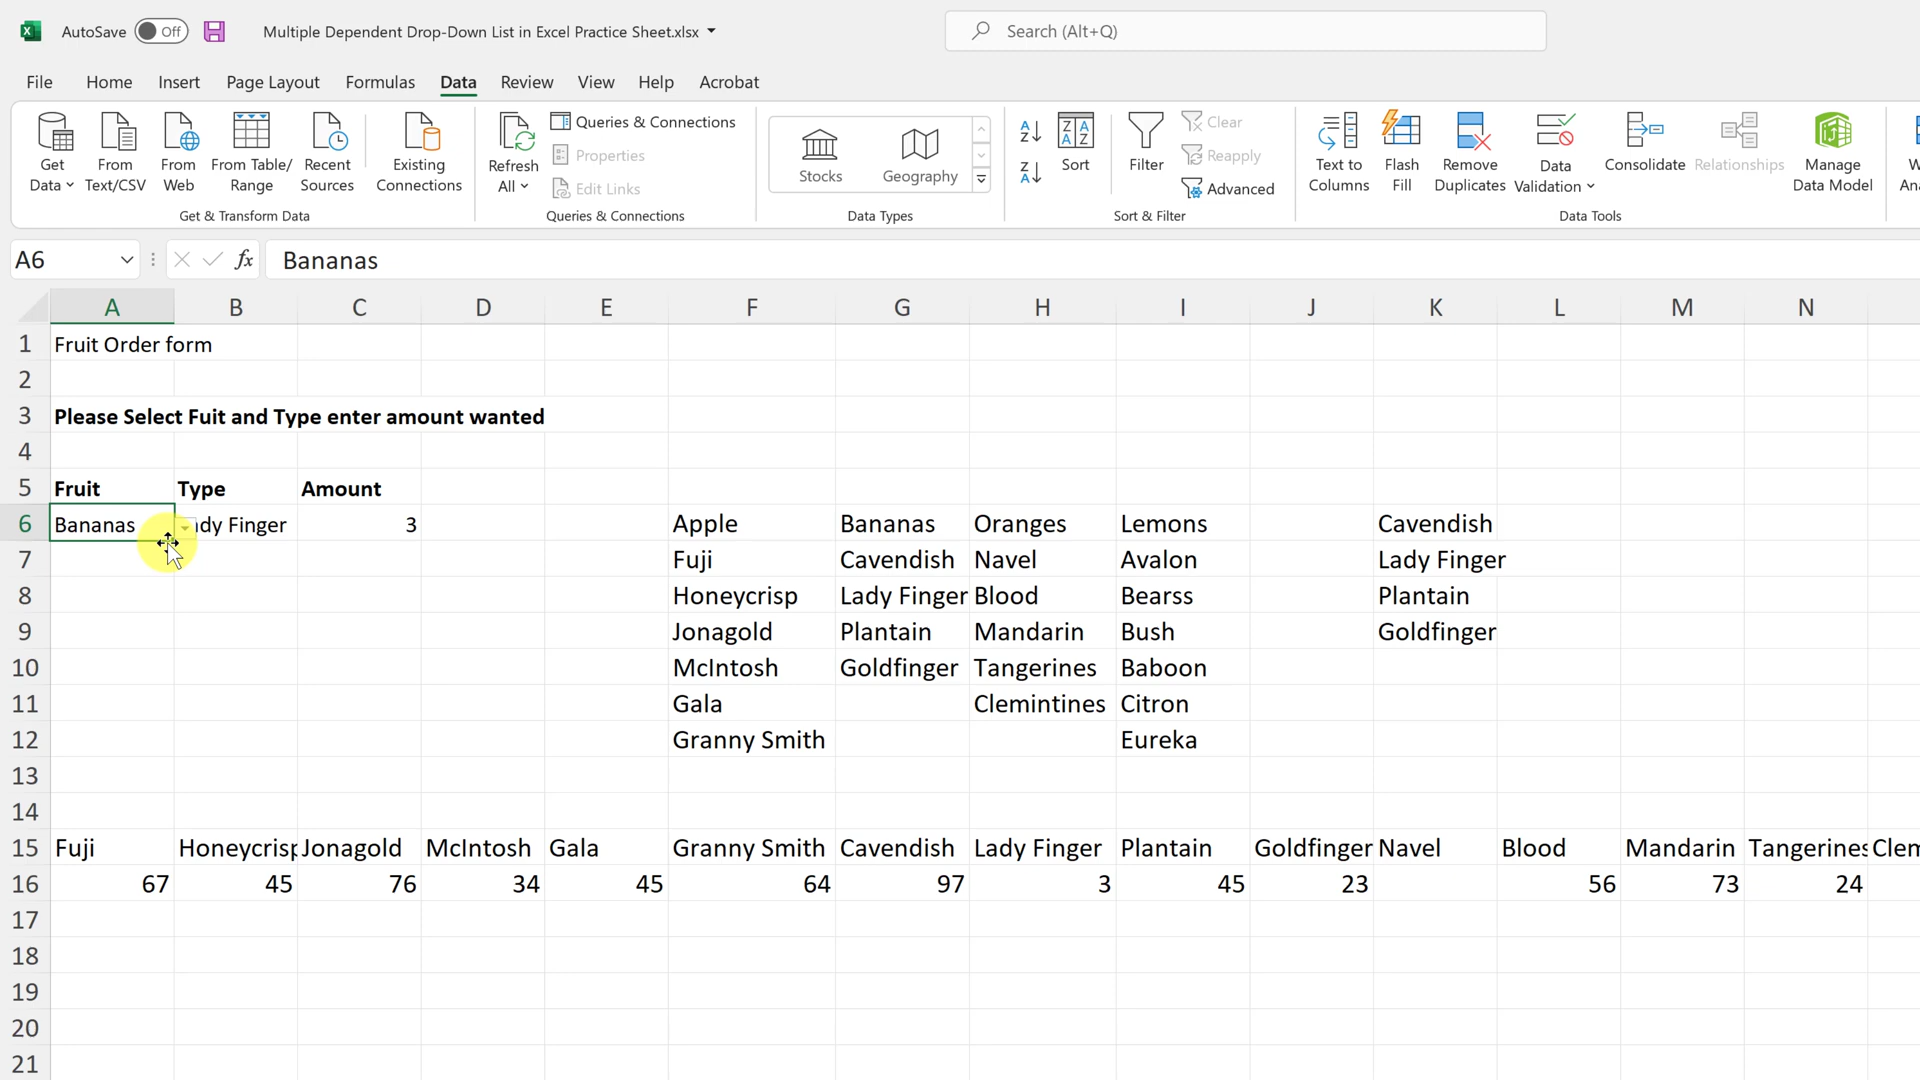 AutoSave Off Multiple Dependent Drop-Down List in Excel Practice Sheet.xlsx Search (Alt+Q)
File Home Insert Page Layout Formulas Data Review View Help Acrobat
Get Data From Text/CSV From Web From Table/ Range Recent Sources Existing Connections
Get & Transform Data
Refresh All Queries & Connections Properties Edit Links
Queries & Connections
Stocks Geography
Data Types
Sort Filter Clear Reapply Advanced
Sort & Filter
Text to Columns Flash Fill Remove Duplicates Data Validation Consolidate Relationships Manage Data Model
Data Tools
A6 fx Bananas
A B C D E F G H I J K L M N
1 Fruit Order form
2
3 Please Select Fuit and Type enter amount wanted
4
5 Fruit Type Amount
6 Bananas dy Finger 3 Apple Bananas Oranges Lemons Cavendish
7 Fuji Cavendish Navel Avalon Lady Finger
8 Honeycrisp Lady Finger Blood Bearss Plantain
9 Jonagold Plantain Mandarin Bush Goldfinger
10 McIntosh Goldfinger Tangerines Baboon
11 Gala Clemintines Citron
12 Granny Smith Eureka
13
14
15 Fuji Honeycrisp Jonagold McIntosh Gala Granny Smith Cavendish Lady Finger Plantain Goldfinger Navel Blood Mandarin Tangerines Clem
16 67 45 76 34 45 64 97 3 45 23 56 73 24
17
18
19
20
21